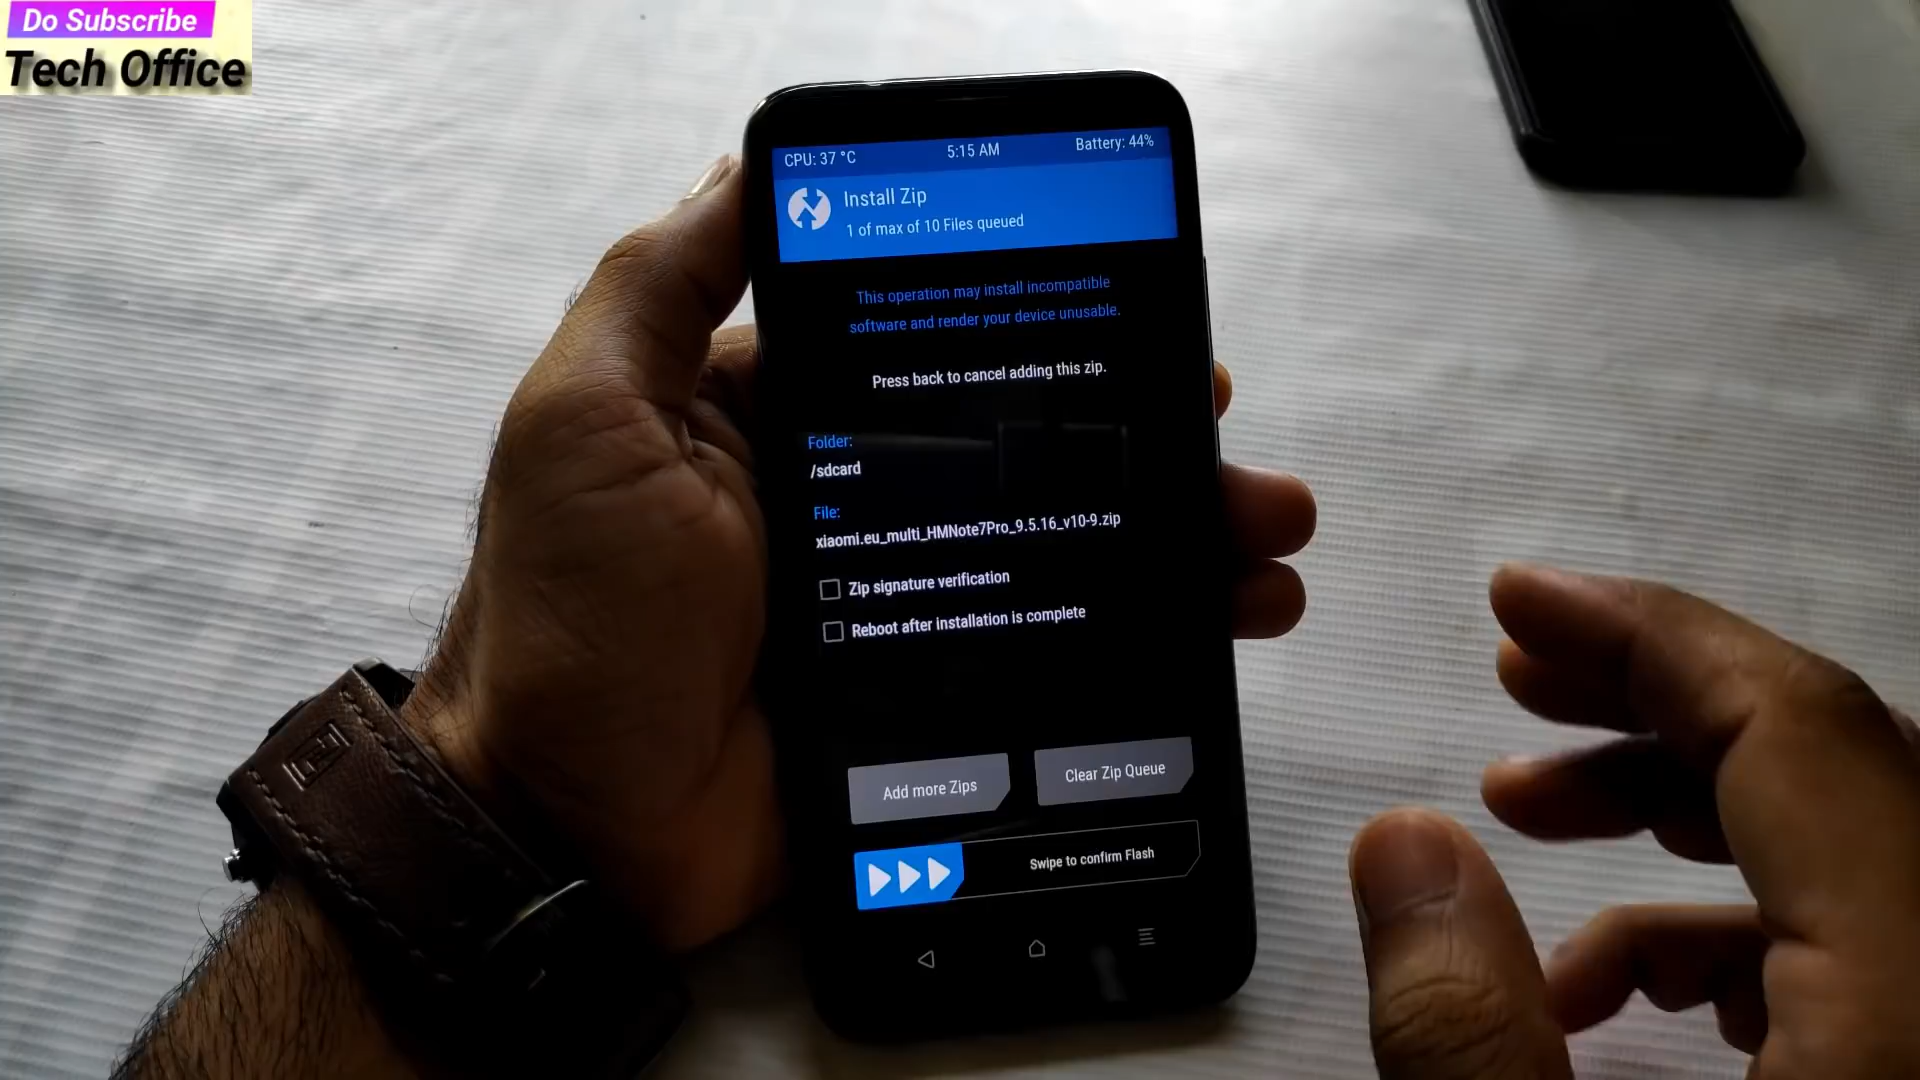 Do Subscribe
Tech Office
CPU: 37 °C
5:15 AM
Battery: 44%
Install Zip
1 of max of 10 Files queued
This operation may install incompatible
software and render your device unusable.
Press back to cancel adding this zip.
Folder:
/sdcard
File:
xiaomi.eu_multi_HMNote7Pro_9.5.16_v10-9.zip
Zip signature verification
Reboot after installation is complete
Add more Zips
Clear Zip Queue
Swipe to confirm Flash